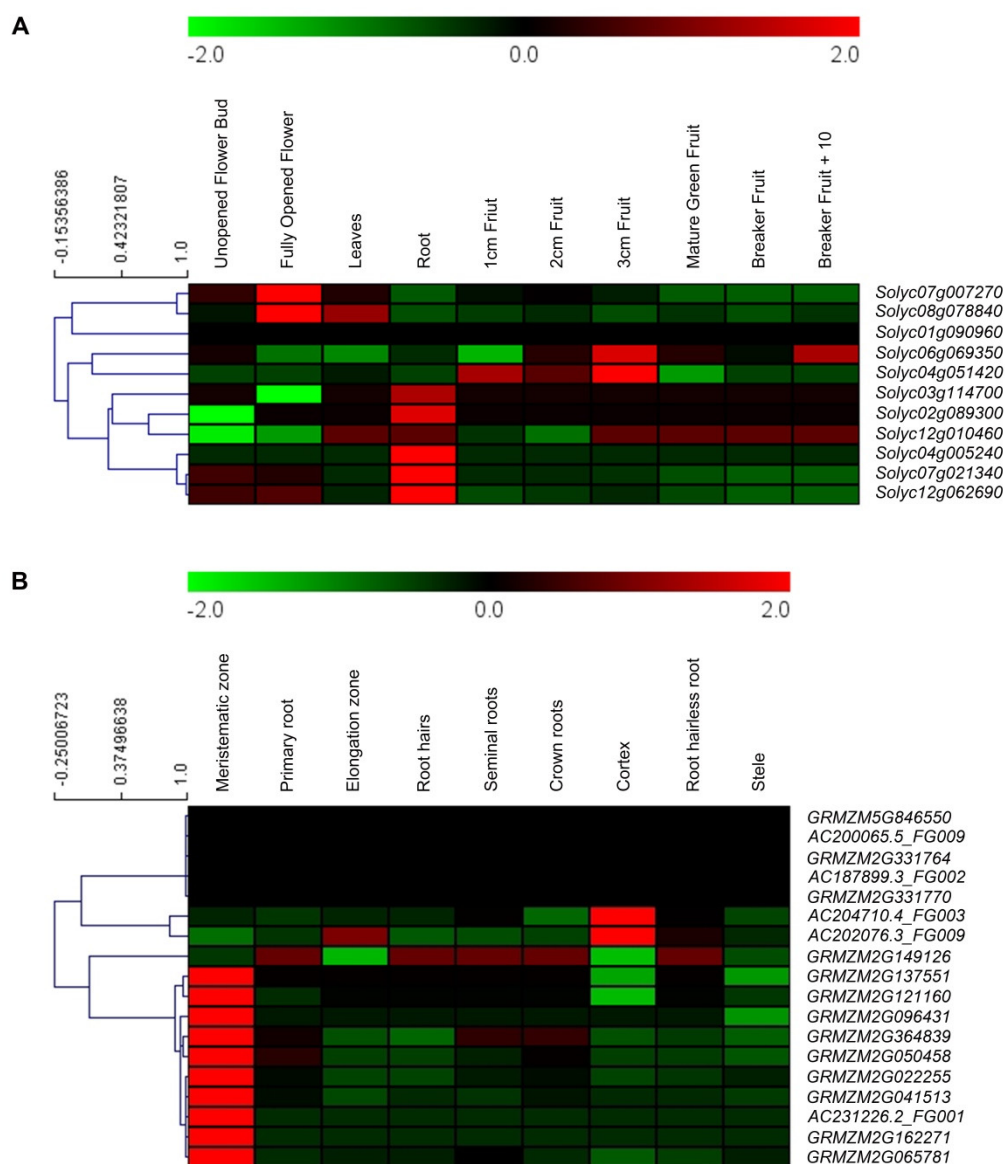 A
-2.0 0.0 2.0
-0.15356386
0.42321807
1.0
Unopened Flower Bud
Fully Opened Flower
Leaves
Root
1cm Friut
2cm Fruit
3cm Fruit
Mature Green Fruit
Breaker Fruit
Breaker Fruit + 10
Solyc07g007270
Solyc08g078840
Solyc01g090960
Solyc06g069350
Solyc04g051420
Solyc03g114700
Solyc02g089300
Solyc12g010460
Solyc04g005240
Solyc07g021340
Solyc12g062690
B
-2.0 0.0 2.0
-0.25006723
0.37496638
1.0
Meristematic zone
Primary root
Elongation zone
Root hairs
Seminal roots
Crown roots
Cortex
Root hairless root
Stele
GRMZM5G846550
AC200065.5_FG009
GRMZM2G331764
AC187899.3_FG002
GRMZM2G331770
AC204710.4_FG003
AC202076.3_FG009
GRMZM2G149126
GRMZM2G137551
GRMZM2G121160
GRMZM2G096431
GRMZM2G364839
GRMZM2G050458
GRMZM2G022255
GRMZM2G041513
AC231226.2_FG001
GRMZM2G162271
GRMZM2G065781